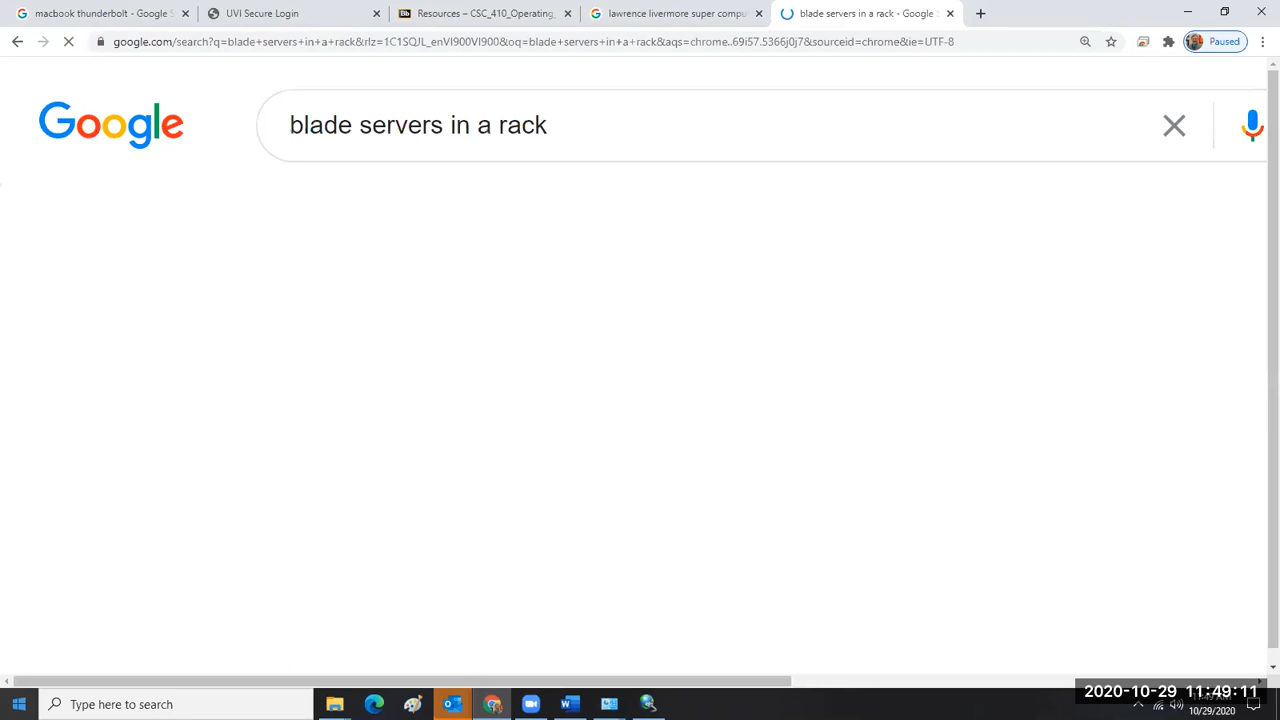 macbook thunderbolt - Google S
UVI Secure Login
Bb
Resources – CSC_410_Operating_
lawrence livermore super compu
blade servers in a rack - Google S
google.com/search?q=blade+servers+in+a+rack&rlz=1C1SQJL_enVI900VI900&oq=blade+servers+in+a+rack&aqs=chrome..69i57.5366j0j7&sourceid=chrome&ie=UTF-8
Paused
Google
blade servers in a rack
Type here to search
2020-10-29 11:49:11
10/29/2020